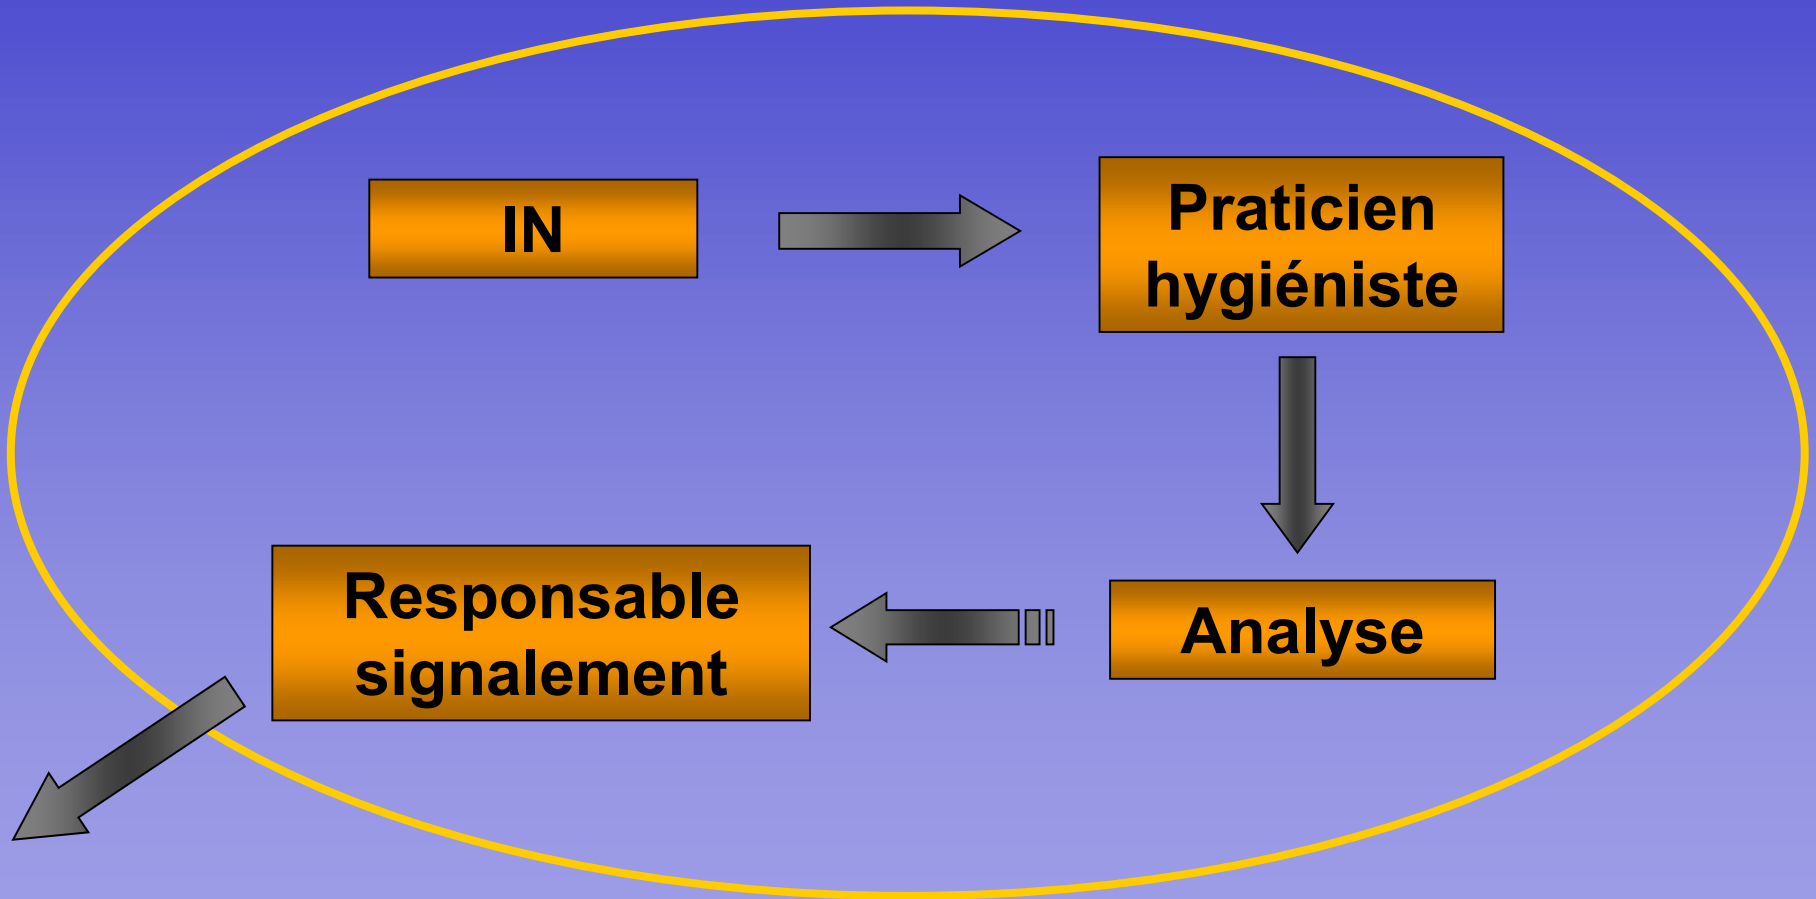 IN
Praticien
hygiéniste
Responsable
signalement
Analyse